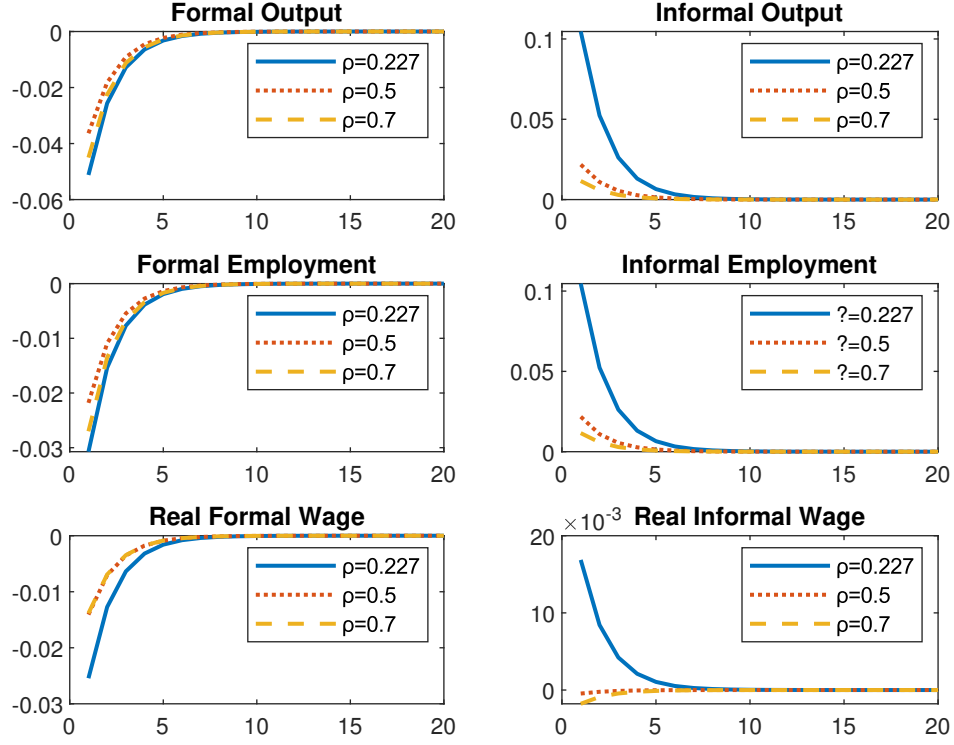 Formal Output
0
-0.02
-0.04
-0.06
0 5 10 15 20
ρ=0.227
ρ=0.5
ρ=0.7
Informal Output
0.1
0.05
0
0 5 10 15 20
ρ=0.227
ρ=0.5
ρ=0.7
Formal Employment
0
-0.01
-0.02
-0.03
0 5 10 15 20
ρ=0.227
ρ=0.5
ρ=0.7
Informal Employment
0.1
0.05
0
0 5 10 15 20
?=0.227
?=0.5
?=0.7
Real Formal Wage
0
-0.01
-0.02
-0.03
0 5 10 15 20
ρ=0.227
ρ=0.5
ρ=0.7
×10⁻³ Real Informal Wage
20
10
0
0 5 10 15 20
ρ=0.227
ρ=0.5
ρ=0.7